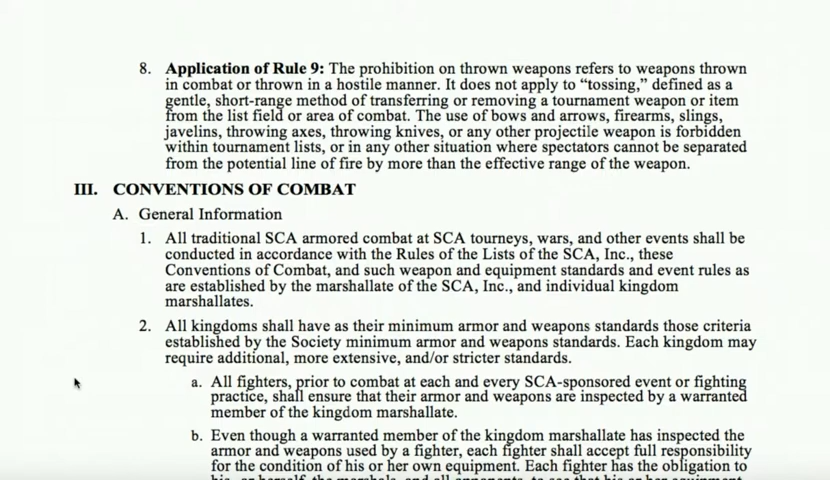 8. Application of Rule 9: The prohibition on thrown weapons refers to weapons thrown
in combat or thrown in a hostile manner. It does not apply to “tossing,” defined as a
gentle, short-range method of transferring or removing a tournament weapon or item
from the list field or area of combat. The use of bows and arrows, firearms, slings,
javelins, throwing axes, throwing knives, or any other projectile weapon is forbidden
within tournament lists, or in any other situation where spectators cannot be separated
from the potential line of fire by more than the effective range of the weapon.
III. CONVENTIONS OF COMBAT
A. General Information
1. All traditional SCA armored combat at SCA tourneys, wars, and other events shall be
conducted in accordance with the Rules of the Lists of the SCA, Inc., these
Conventions of Combat, and such weapon and equipment standards and event rules as
are established by the marshallate of the SCA, Inc., and individual kingdom
marshallates.
2. All kingdoms shall have as their minimum armor and weapons standards those criteria
established by the Society minimum armor and weapons standards. Each kingdom may
require additional, more extensive, and/or stricter standards.
a. All fighters, prior to combat at each and every SCA-sponsored event or fighting
practice, shall ensure that their armor and weapons are inspected by a warranted
member of the kingdom marshallate.
b. Even though a warranted member of the kingdom marshallate has inspected the
armor and weapons used by a fighter, each fighter shall accept full responsibility
for the condition of his or her own equipment. Each fighter has the obligation to